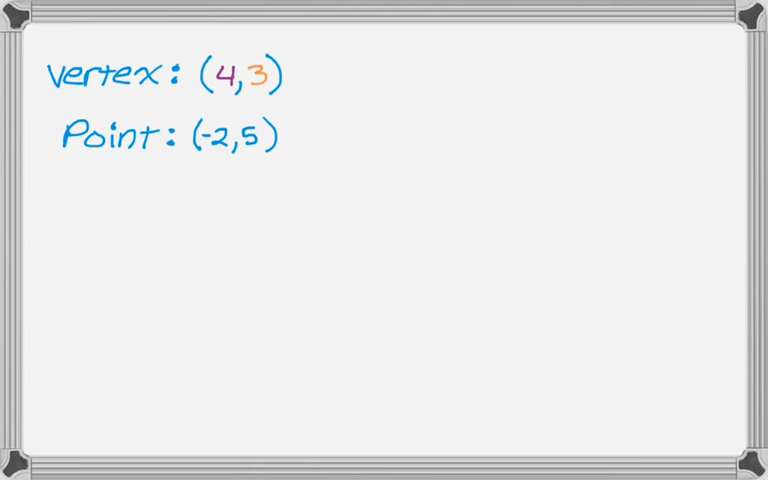 vertex: (4,3)
Point: (-2,5)